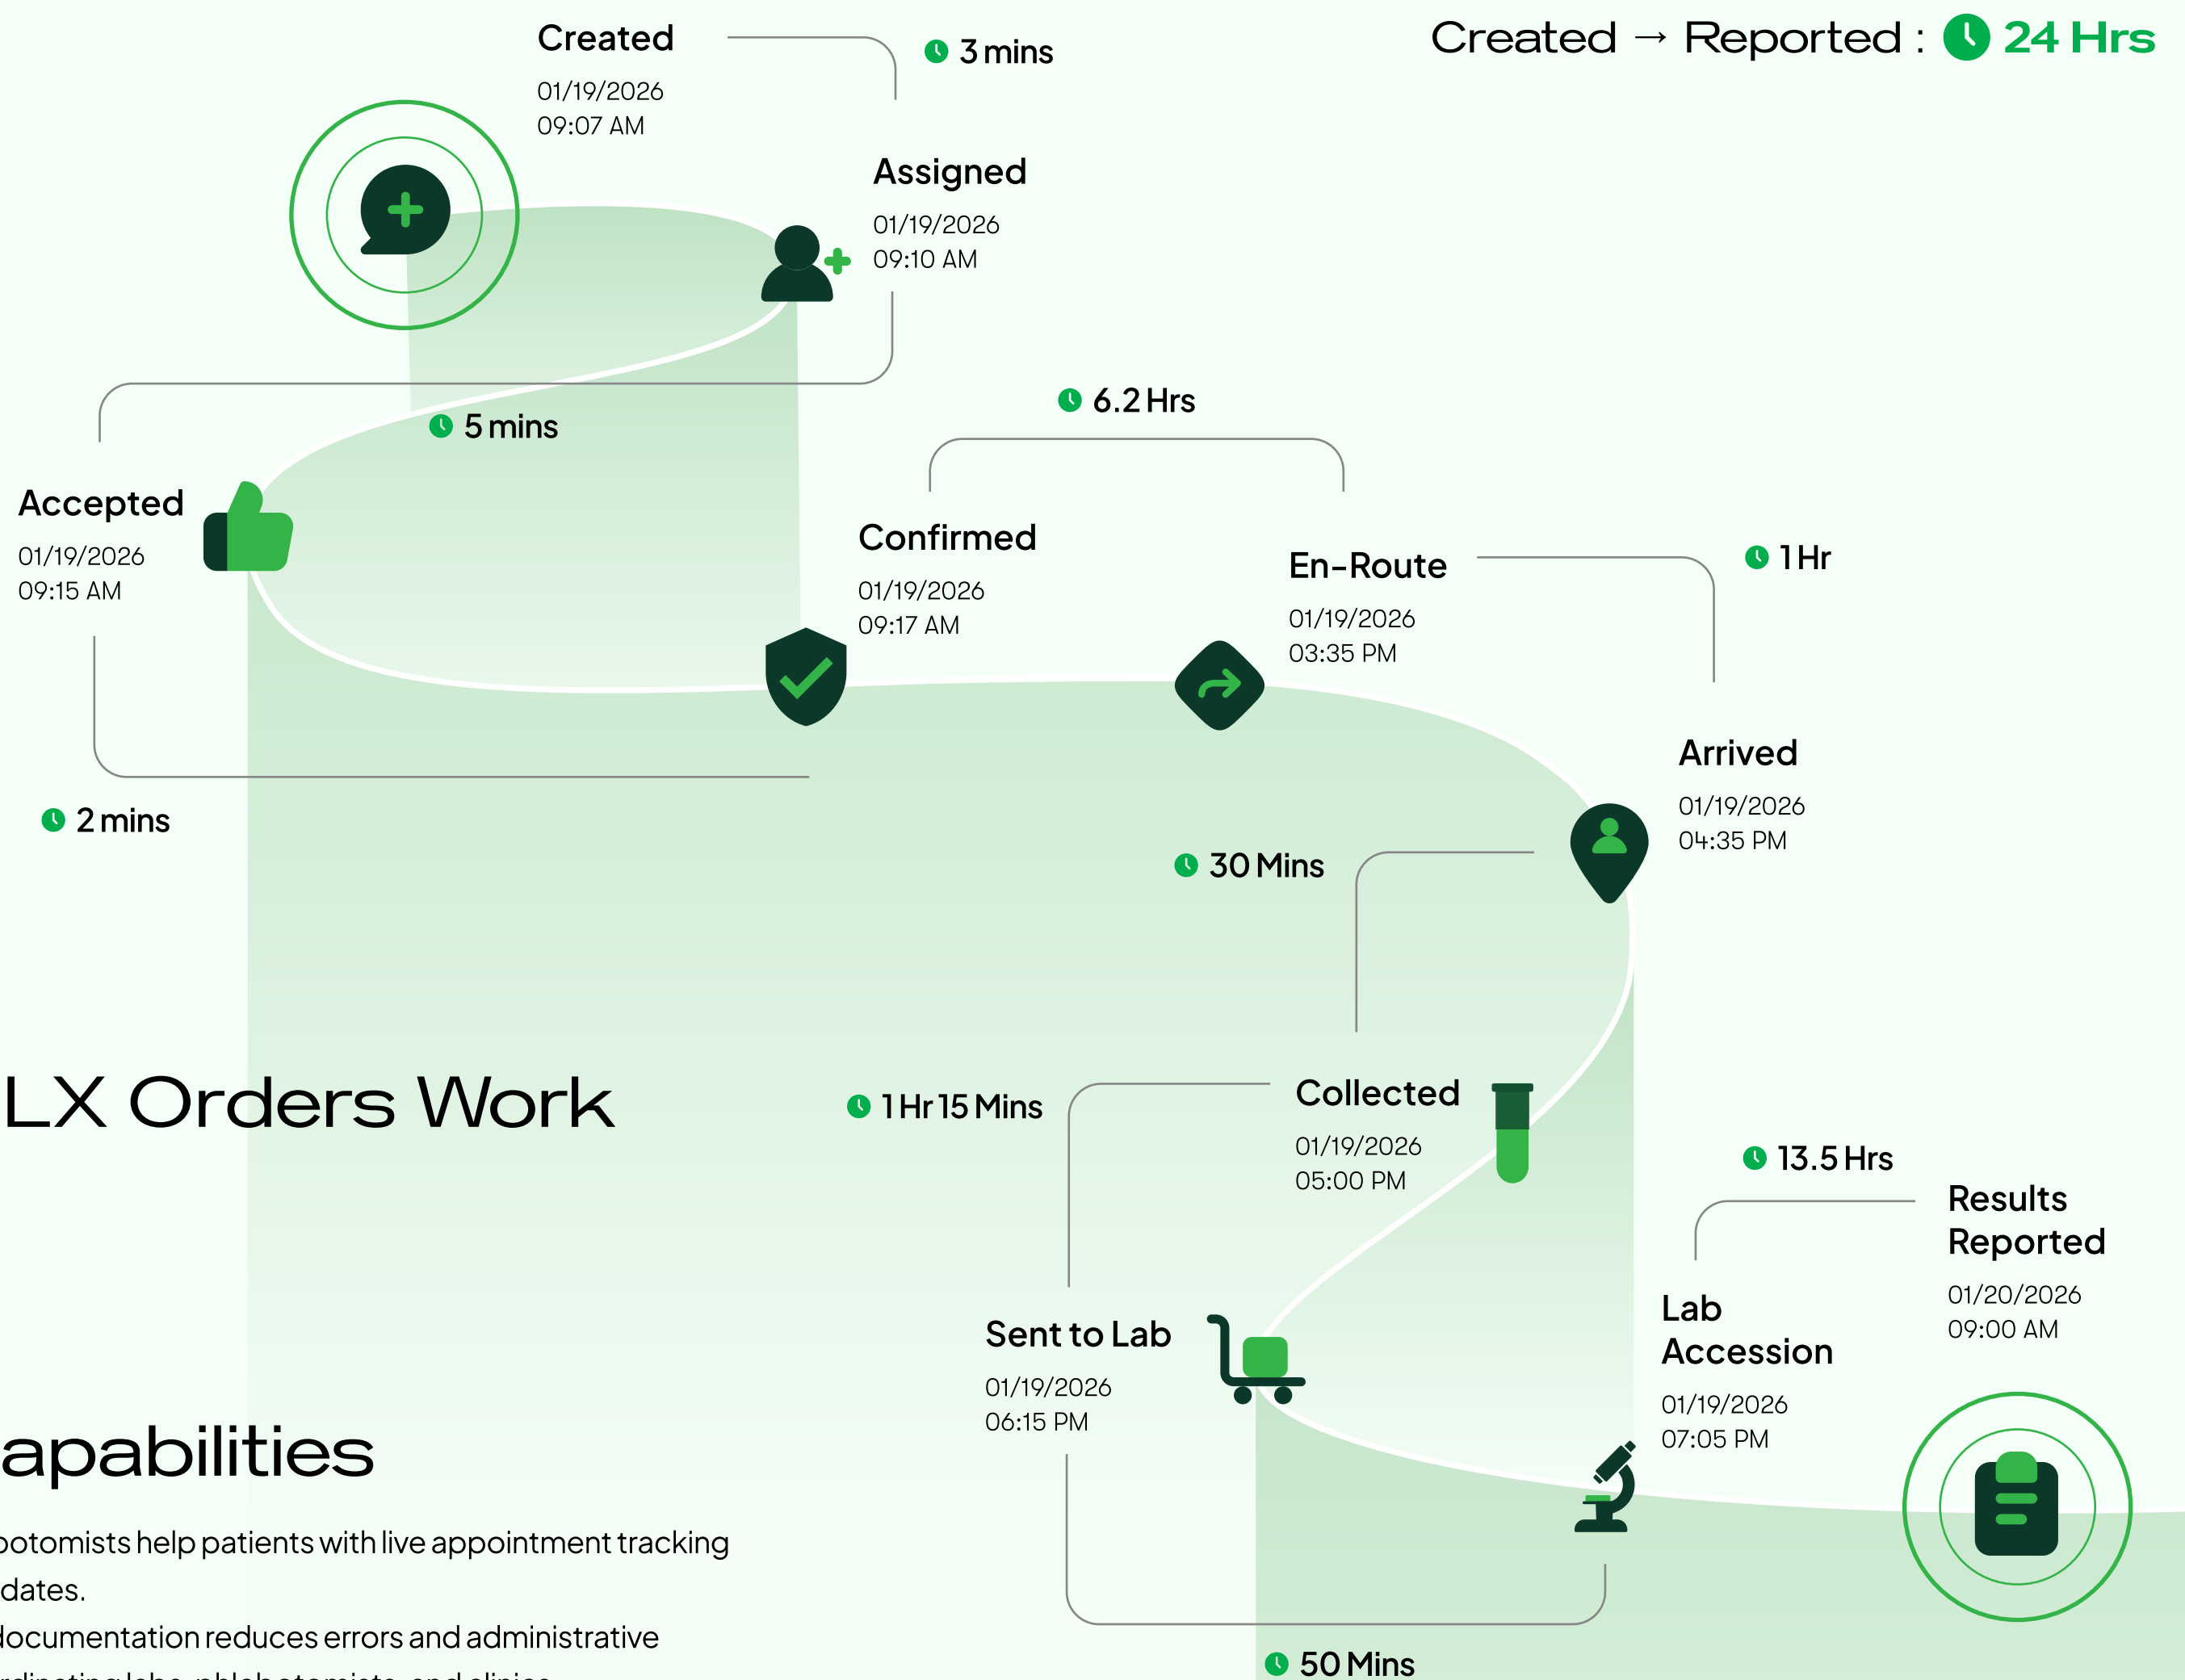 Created → Reported : 24 Hrs
Created
01/19/2026
09:07 AM
3 mins
Assigned
01/19/2026
09:10 AM
5 mins
Accepted
01/19/2026
09:15 AM
2 mins
Confirmed
01/19/2026
09:17 AM
6.2 Hrs
En-Route
01/19/2026
03:35 PM
1 Hr
Arrived
01/19/2026
04:35 PM
30 Mins
Collected
01/19/2026
05:00 PM
1 Hr 15 Mins
Sent to Lab
01/19/2026
06:15 PM
50 Mins
Lab
Accession
01/19/2026
07:05 PM
13.5 Hrs
Results
Reported
01/20/2026
09:00 AM
LX Orders Work
apabilities
ootomists help patients with live appointment tracking
dates.
documentation reduces errors and administrative